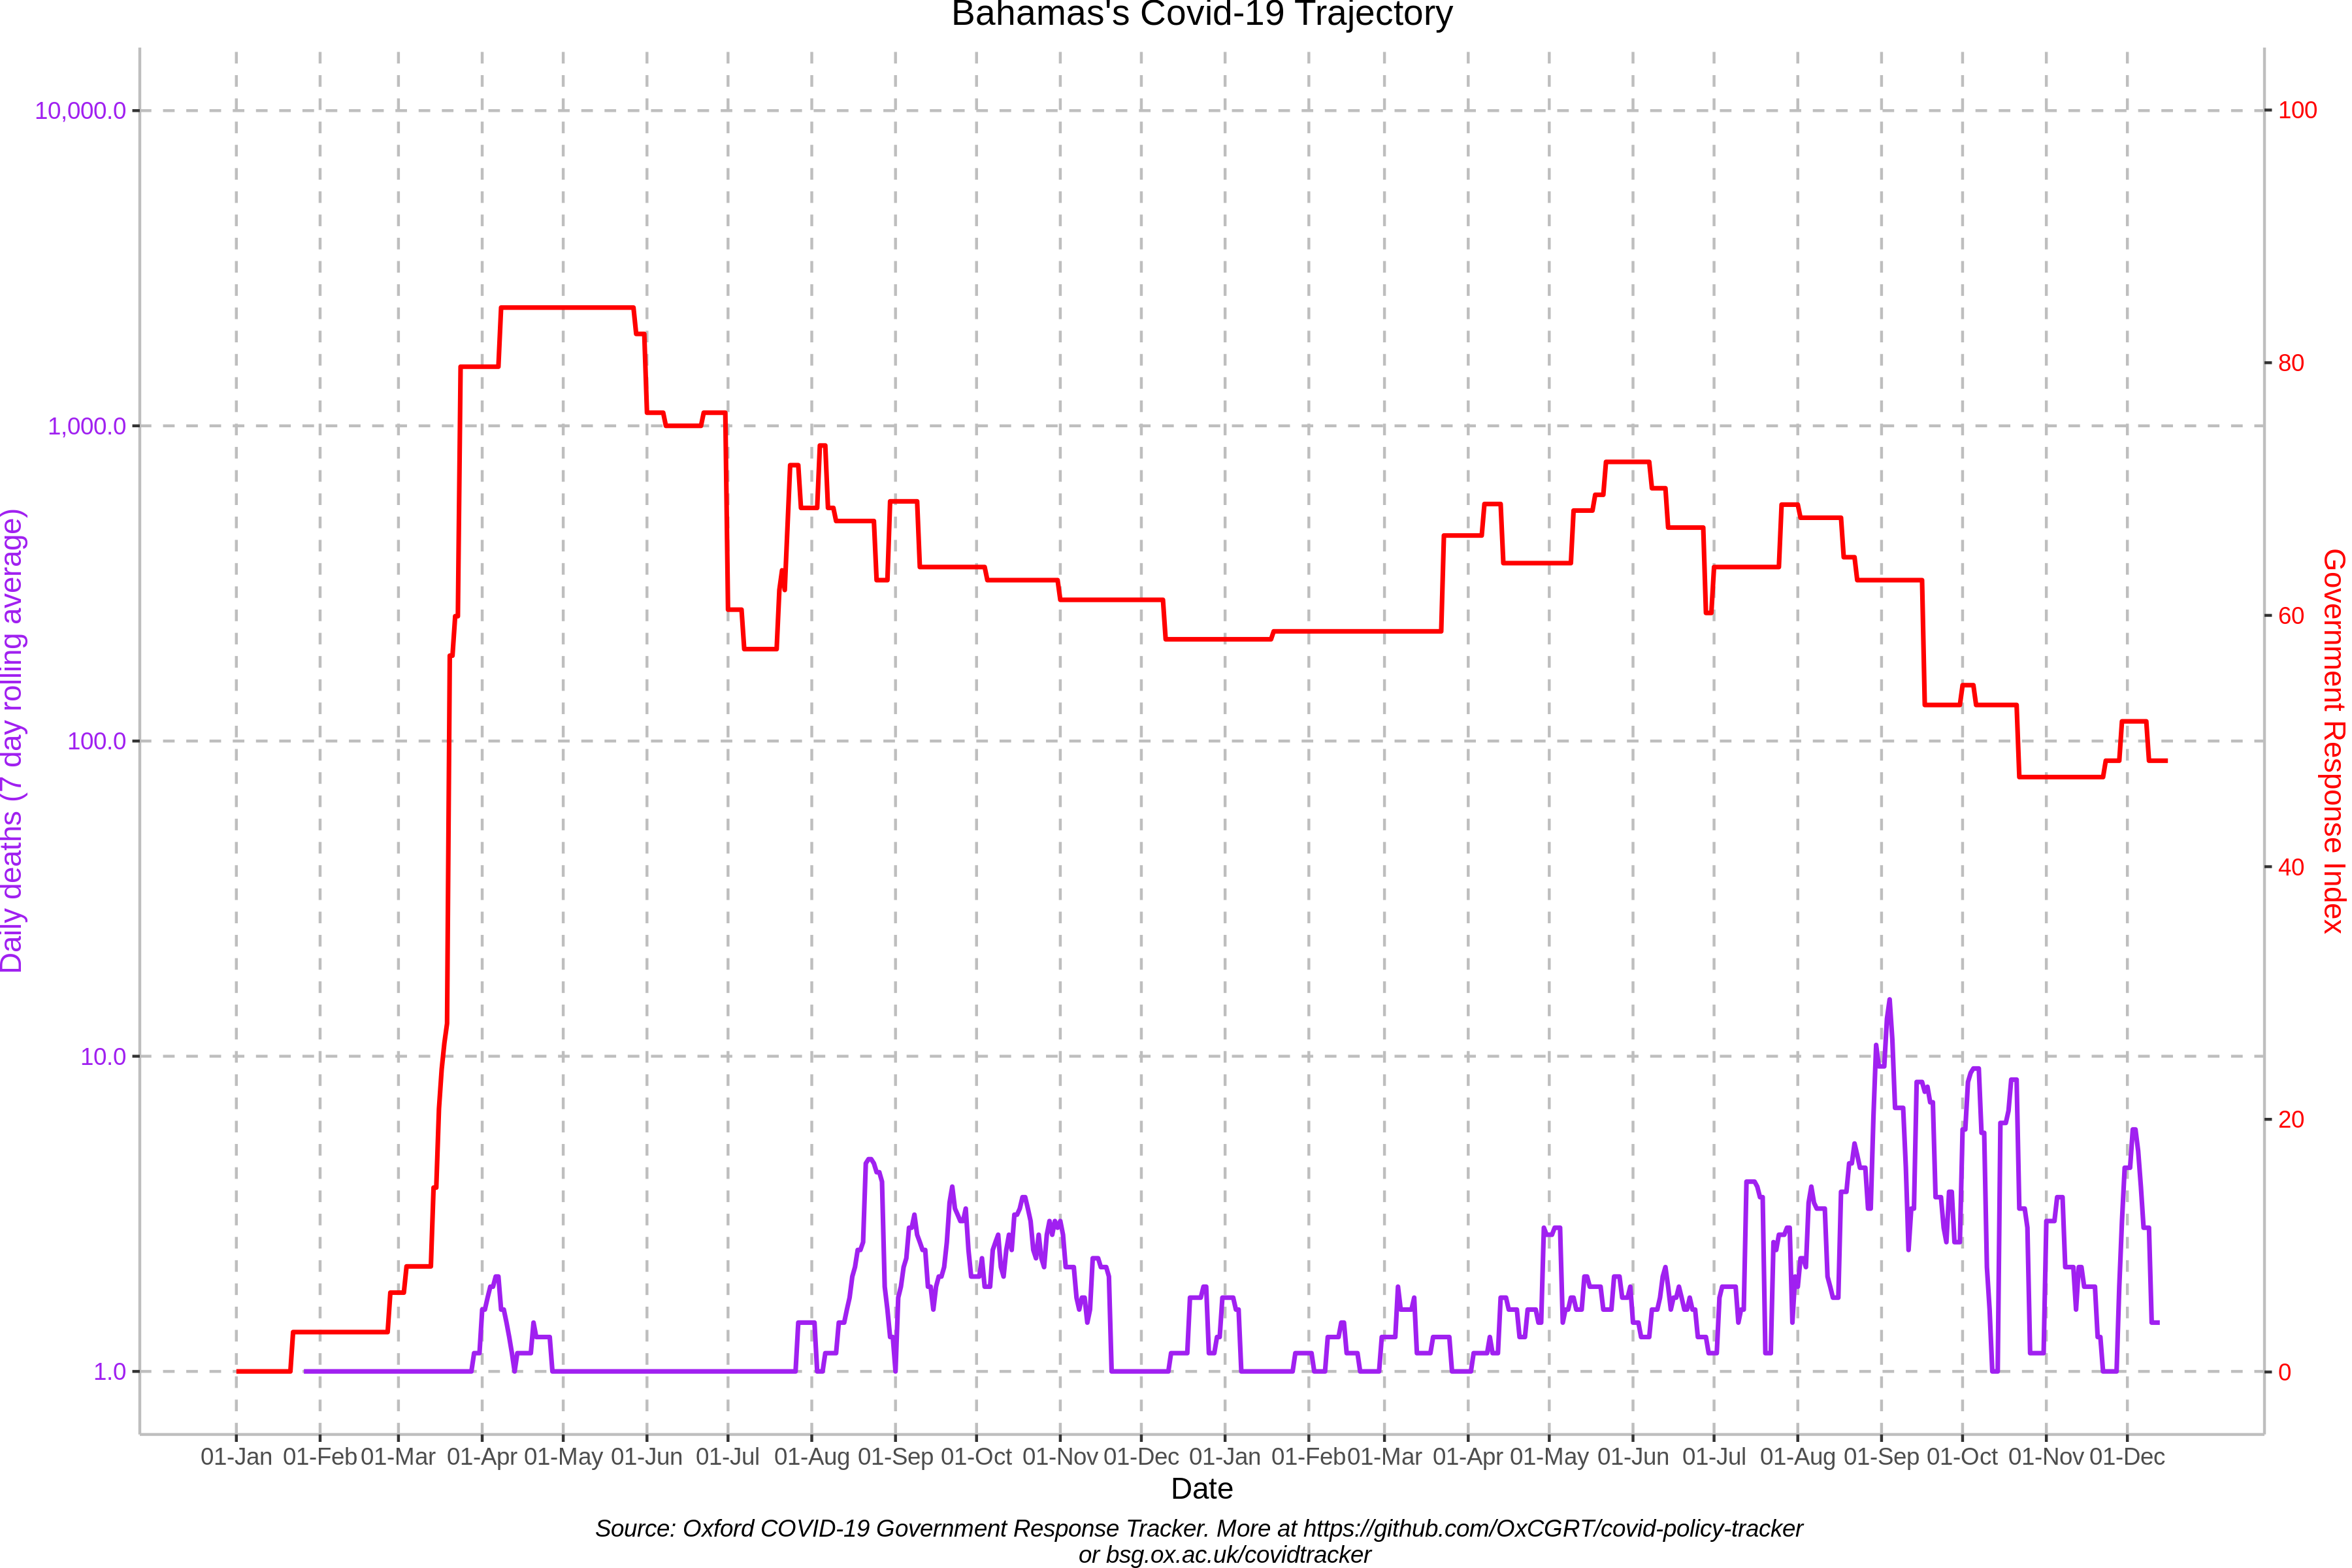 Bahamas's Covid-19 Trajectory
10,000.0
1,000.0
100.0
10.0
1.0
Daily deaths (7 day rolling average)
100
80
60
40
20
0
Government Response Index
01-Jan 01-Feb 01-Mar 01-Apr 01-May 01-Jun 01-Jul 01-Aug 01-Sep 01-Oct 01-Nov 01-Dec 01-Jan 01-Feb 01-Mar 01-Apr 01-May 01-Jun 01-Jul 01-Aug 01-Sep 01-Oct 01-Nov 01-Dec
Date
Source: Oxford COVID-19 Government Response Tracker. More at https://github.com/OxCGRT/covid-policy-tracker
or bsg.ox.ac.uk/covidtracker